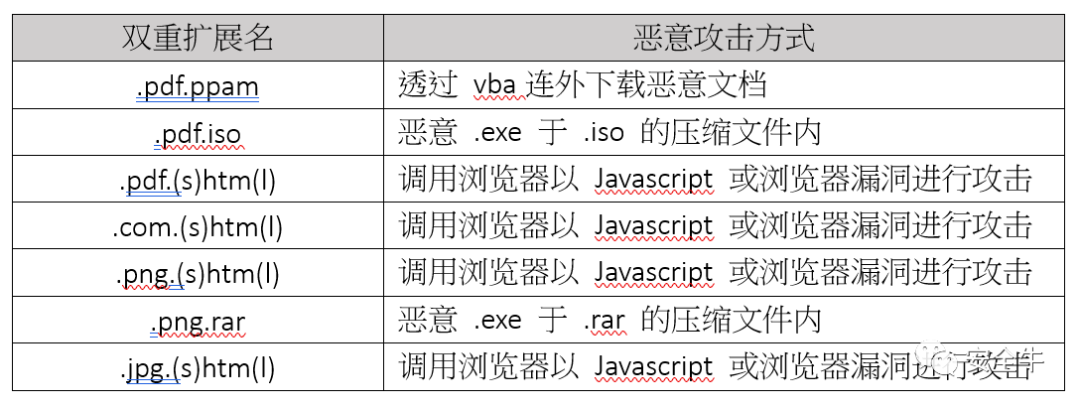 双重扩展名 恶意攻击方式
.pdf.ppam 透过 vba 连外下载恶意文档
.pdf.iso 恶意 .exe 于 .iso 的压缩文件内
.pdf.(s)htm(l) 调用浏览器以 Javascript 或浏览器漏洞进行攻击
.com.(s)htm(l) 调用浏览器以 Javascript 或浏览器漏洞进行攻击
.png.(s)htm(l) 调用浏览器以 Javascript 或浏览器漏洞进行攻击
.png.rar 恶意 .exe 于 .rar 的压缩文件内
.jpg.(s)htm(l) 调用浏览器以 Javascript 或浏览器漏洞进行攻击
安全牛